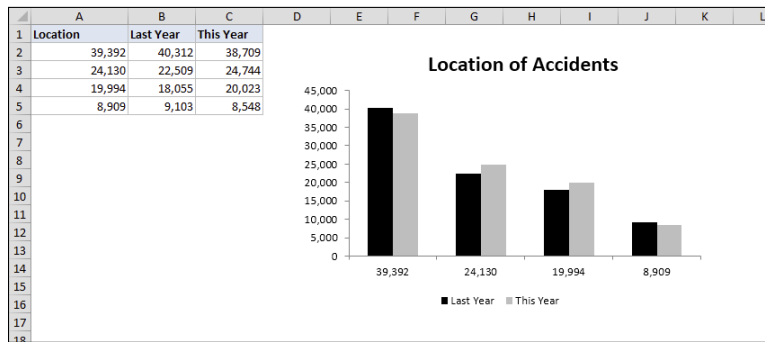 A B C D E F G H I J K L
1 Location Last Year This Year
2 39,392 40,312 38,709
3 24,130 22,509 24,744
4 19,994 18,055 20,023
5 8,909 9,103 8,548
6
7
8
9
10
11
12
13
14
15
16
17
18
Location of Accidents
45,000
40,000
35,000
30,000
25,000
20,000
15,000
10,000
5,000
0
39,392 24,130 19,994 8,909
Last Year This Year